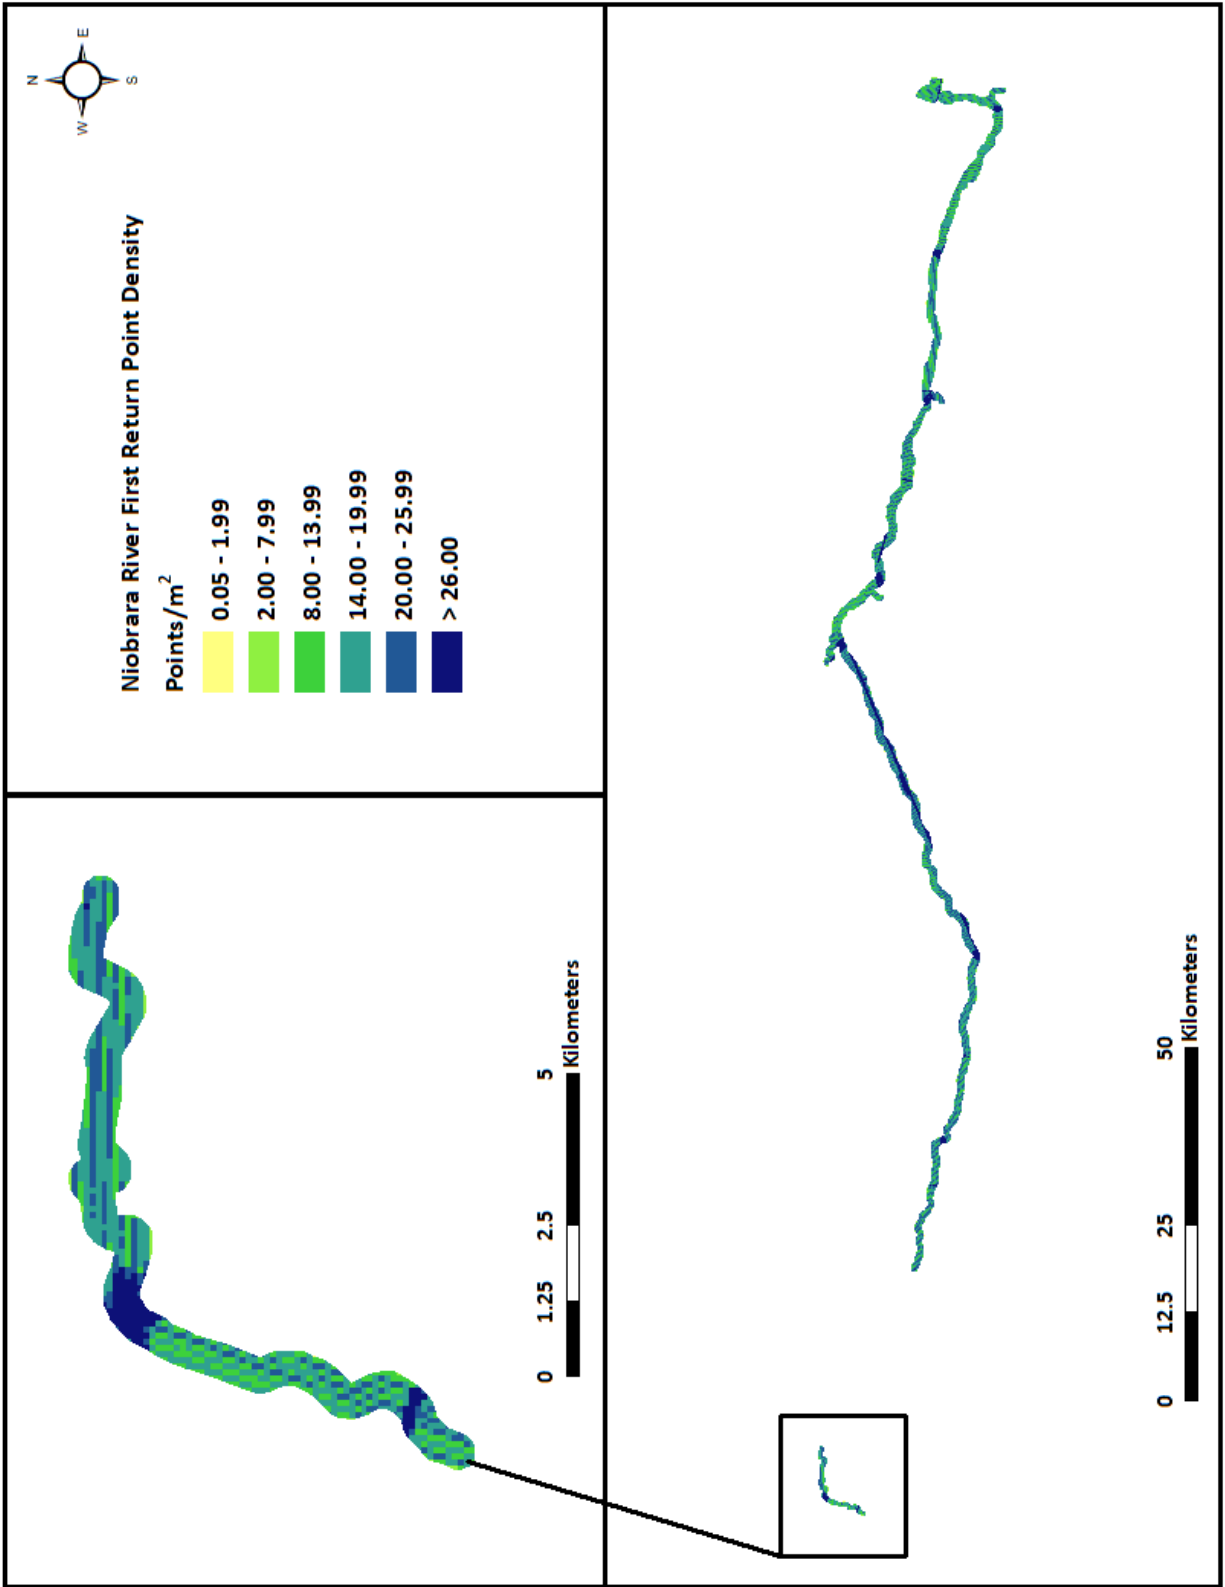 N
W E
S
Niobrara River First Return Point Density
Points/m²
0.05 - 1.99
2.00 - 7.99
8.00 - 13.99
14.00 - 19.99
20.00 - 25.99
> 26.00
0 1.25 2.5 5
Kilometers
0 12.5 25 50
Kilometers